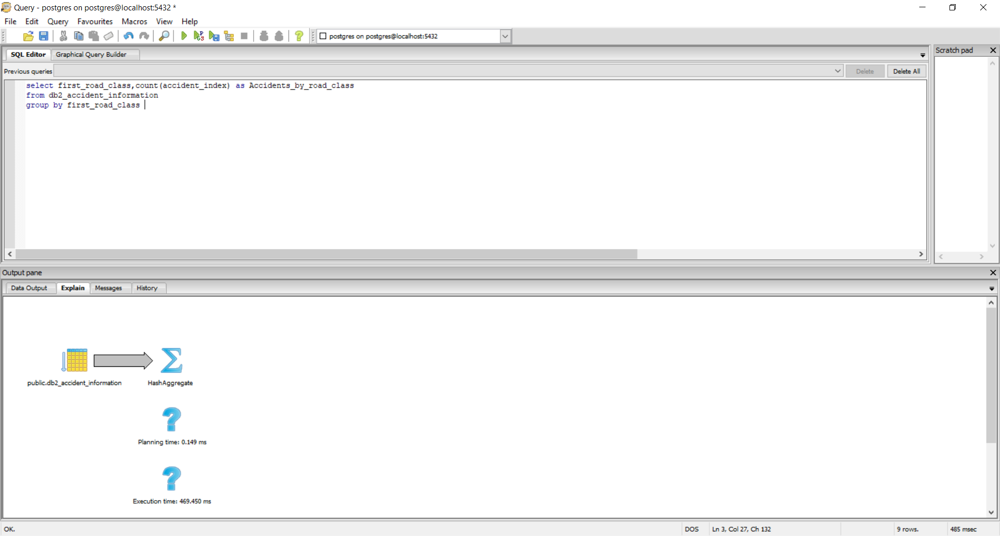 Query - postgres on postgres@localhost:5432 *
File Edit Query Favourites Macros View Help
postgres on postgres@localhost:5432
SQL Editor Graphical Query Builder
Scratch pad
Previous queries Delete Delete All
select first_road_class,count(accident_index) as Accidents_by_road_class
from db2_accident_information
group by first_road_class
Output pane
Data Output Explain Messages History
public.db2_accident_information HashAggregate
Planning time: 0.149 ms
Execution time: 469.450 ms
OK. DOS Ln 3, Col 27, Ch 132 9 rows. 485 msec